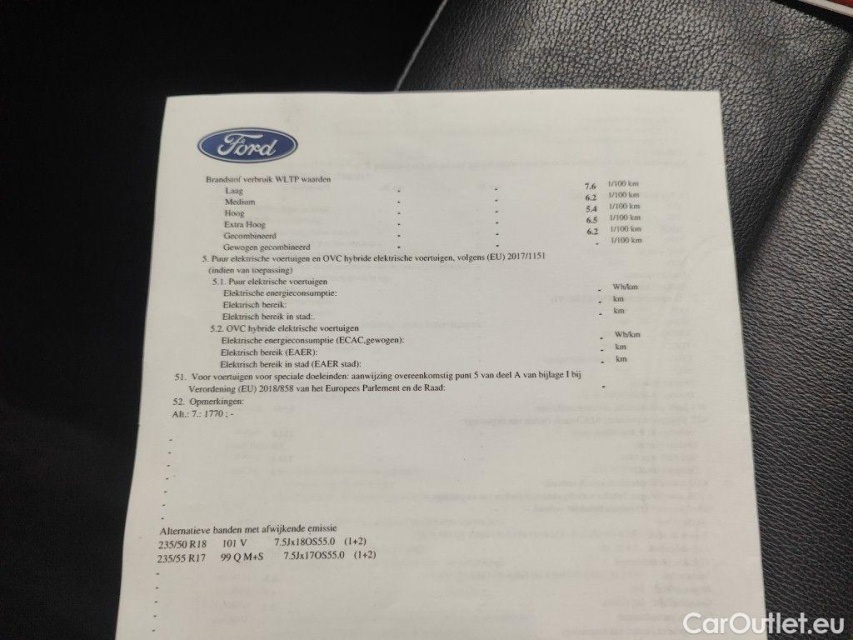 Ford
Brandstof verbruik WLTP waarden
Laag - - 7.6 l/100 km
Medium - - 6.2 l/100 km
Hoog - - 5.4 l/100 km
Extra Hoog - - 6.5 l/100 km
Gecombineerd - - 6.2 l/100 km
Gewogen gecombineerd - - - l/100 km
5. Puur elektrische voertuigen en OVC hybride elektrische voertuigen, volgens (EU) 2017/1151
(indien van toepassing)
5.1. Puur elektrische voertuigen
Elektrische energieconsumptie: - Wh/km
Elektrisch bereik: - km
Elektrisch bereik in stad: - km
5.2. OVC hybride elektrische voertuigen
Elektrische energieconsumptie (ECAC,gewogen): - Wh/km
Elektrisch bereik (EAER): - km
Elektrisch bereik in stad (EAER stad): - km
51. Voor voertuigen voor speciale doeleinden: aanwijzing overeenkomstig punt 5 van deel A van bijlage I bij
Verordening (EU) 2018/858 van het Europees Parlement en de Raad: -
52. Opmerkingen:
Alt.: 7.: 1770 ; -
-
-
-
-
-
-
-
Alternatieve banden met afwijkende emissie
235/50 R18 101 V 7.5Jx18OS55.0 (1+2)
235/55 R17 99 Q M+S 7.5Jx17OS55.0 (1+2)
-
-
-
-
-
CarOutlet.eu